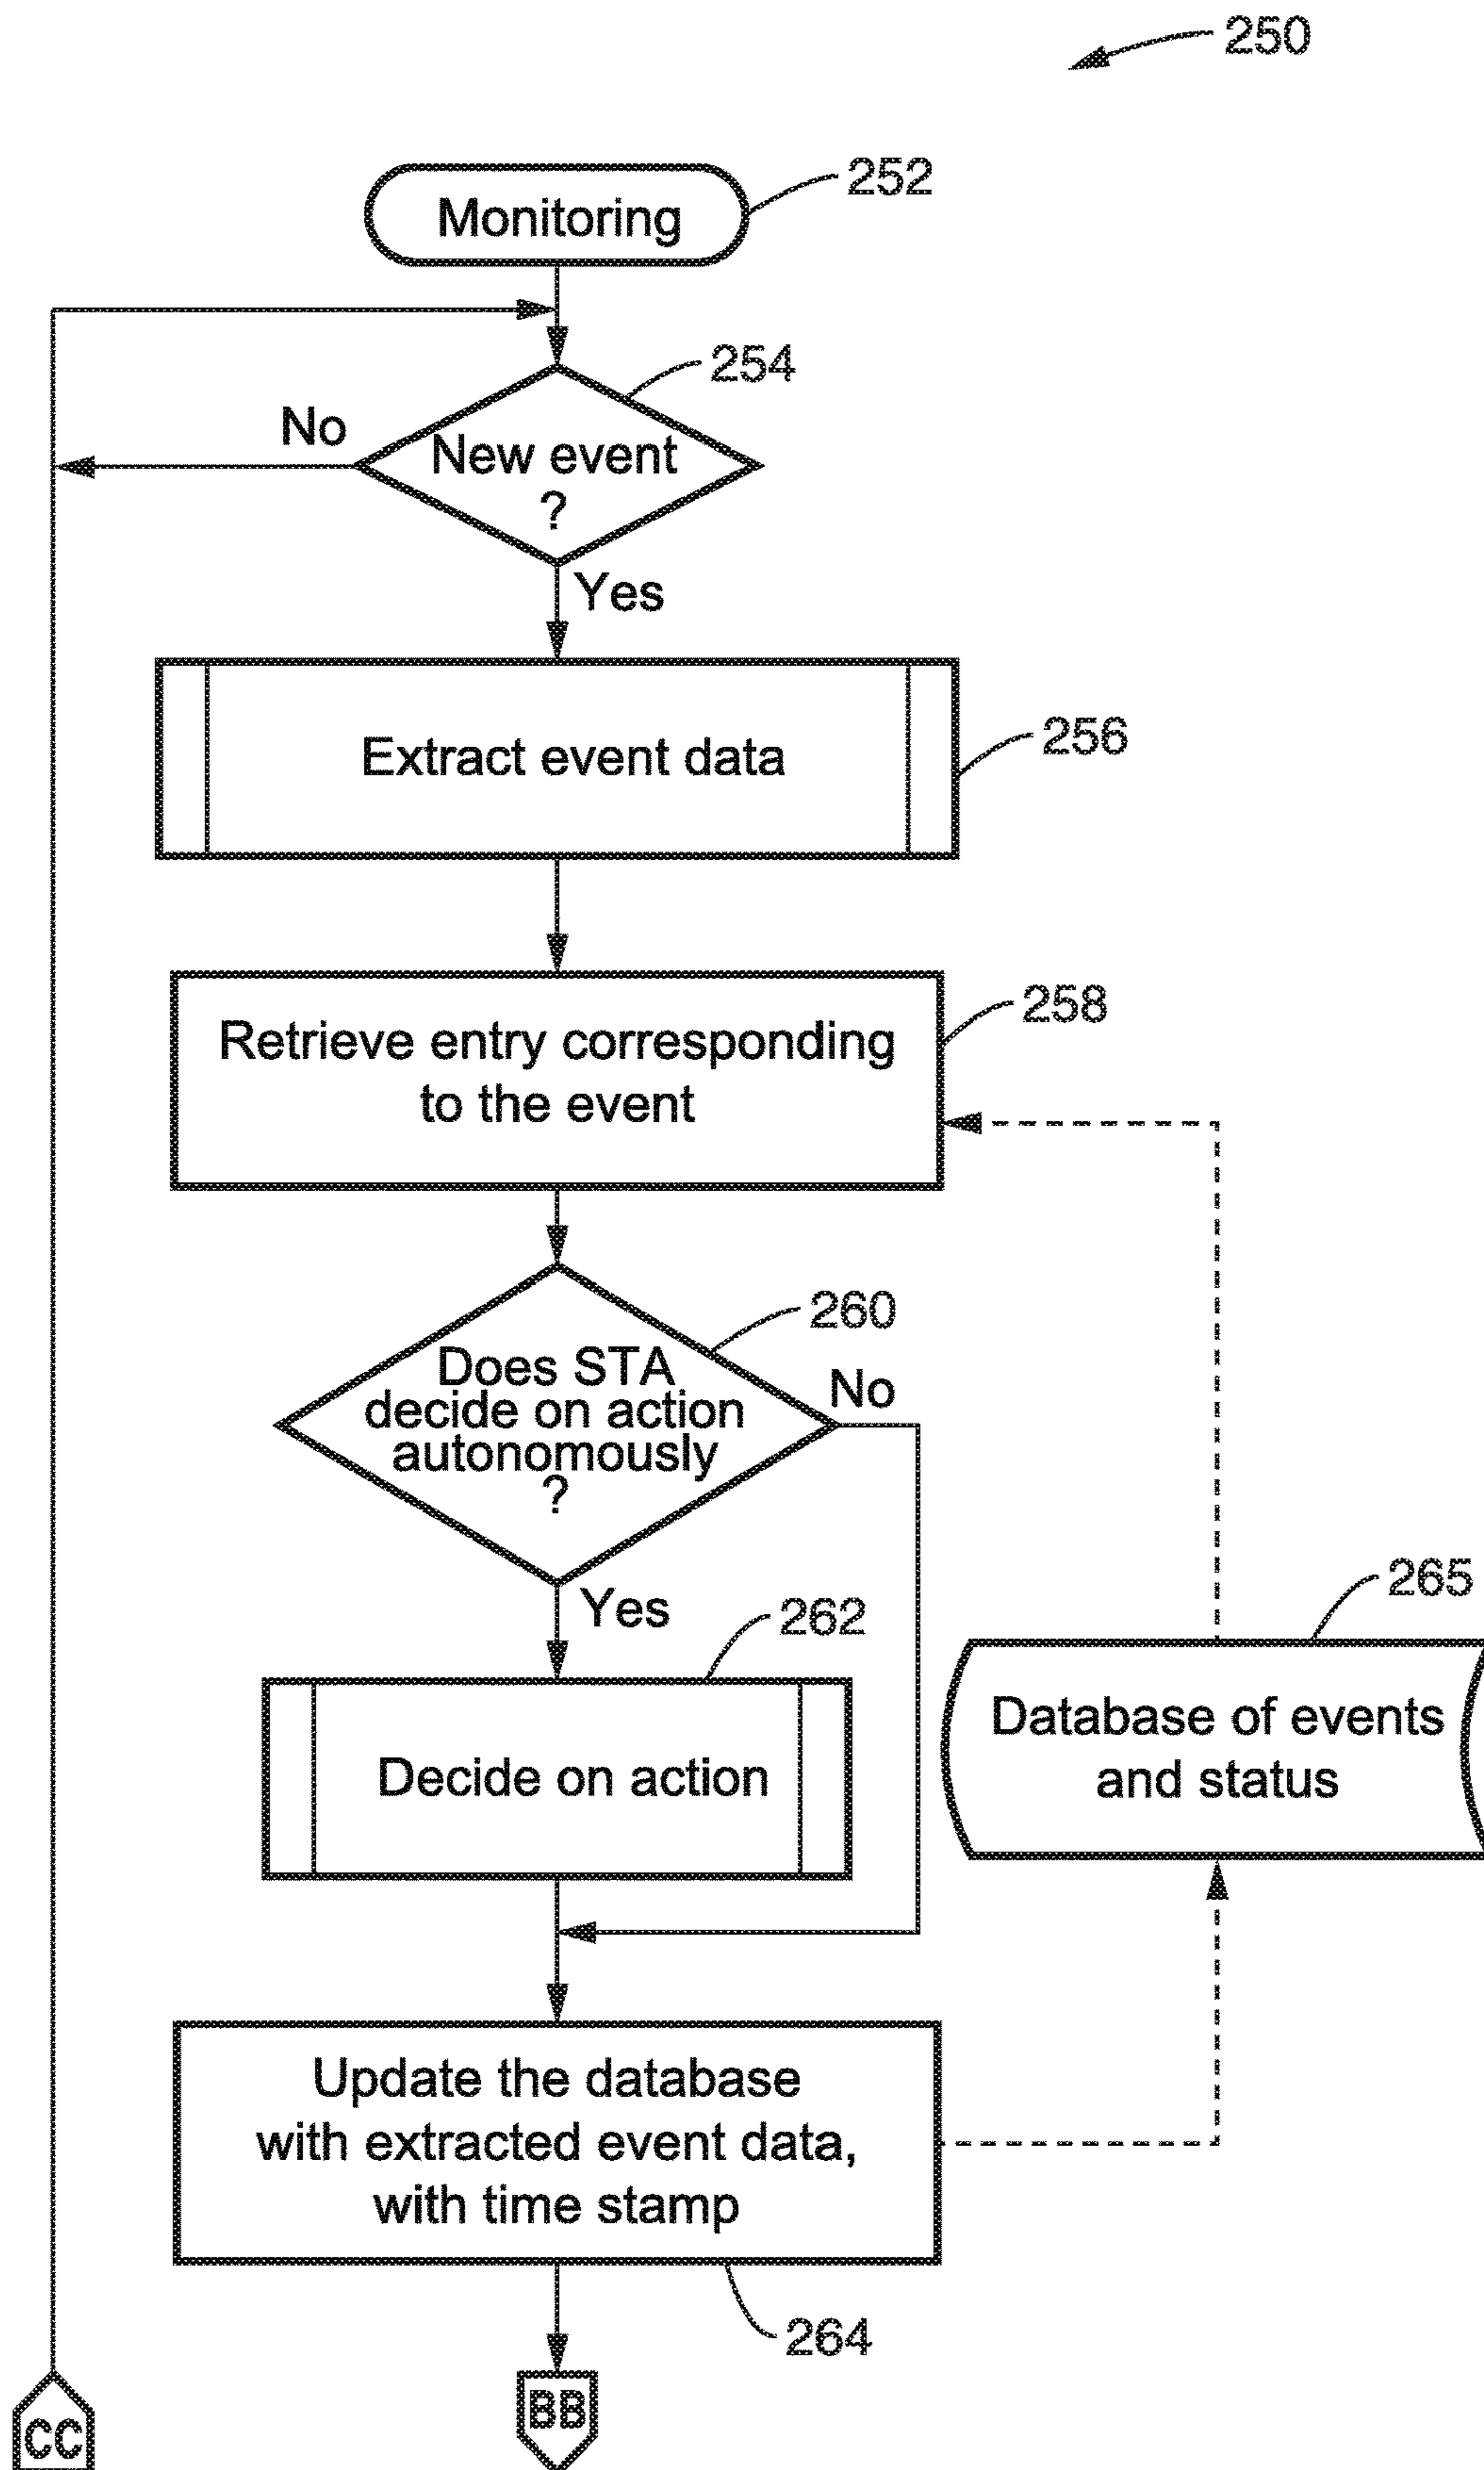 250
Monitoring
252
254
No
New event
?
Yes
Extract event data
256
Retrieve entry corresponding
to the event
258
260
Does STA
decide on action
autonomously
?
No
Yes
262
265
Decide on action
Database of events
and status
Update the database
with extracted event data,
with time stamp
264
BB
CC